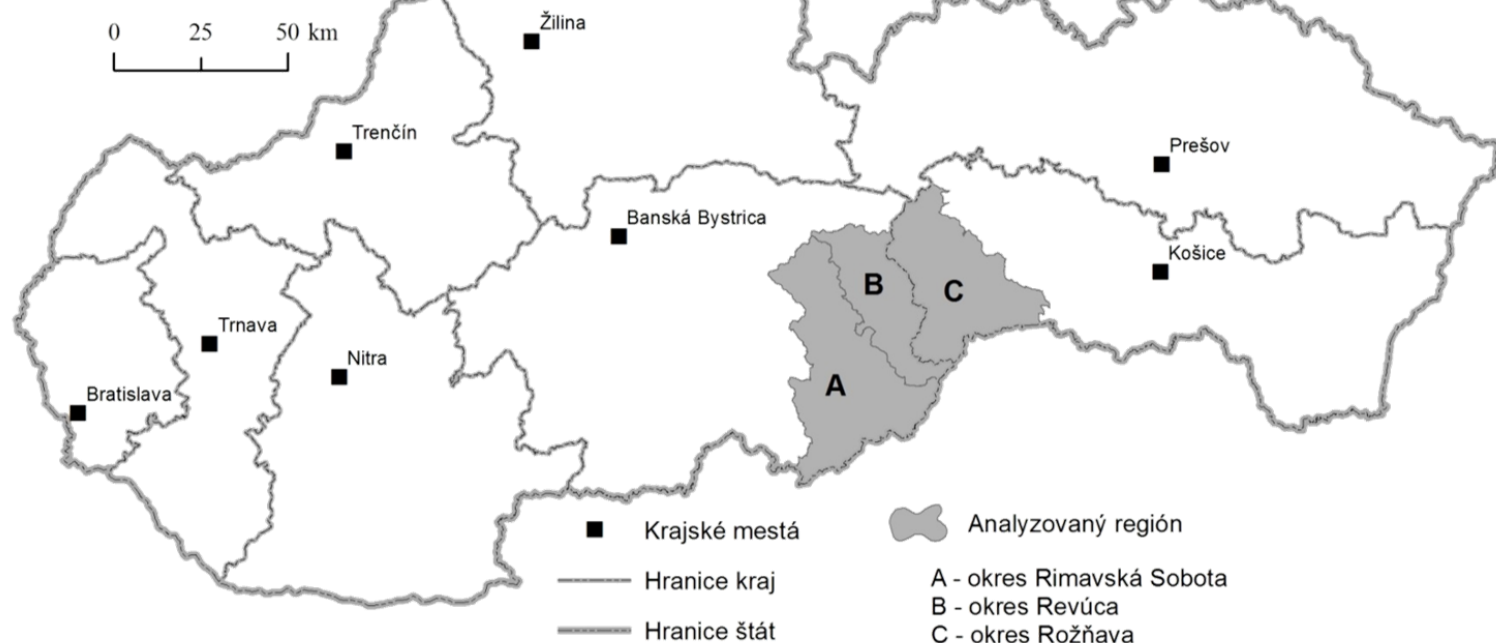 0 25 50 km
Žilina
Trenčín
Prešov
Banská Bystrica
Košice
B
C
Trnava
Nitra
A
Bratislava
Krajské mestá
Hranice kraj
Hranice štát
Analyzovaný región
A - okres Rimavská Sobota
B - okres Revúca
C - okres Rožňava